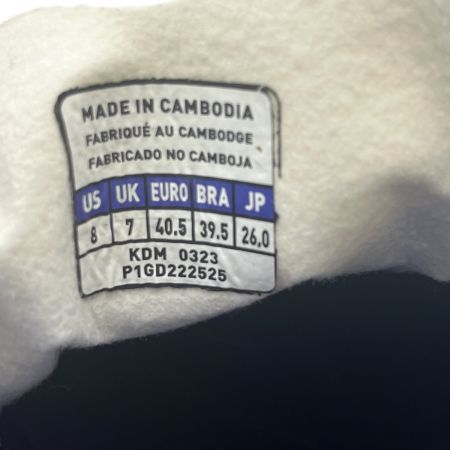 MADE IN CAMBODIA
FABRIQUÉ AU CAMBODGE
FABRICADO NO CAMBOJA
US UK EURO BRA JP
8 7 40.5 39.5 26.0
KDM 0323
P1GD222525